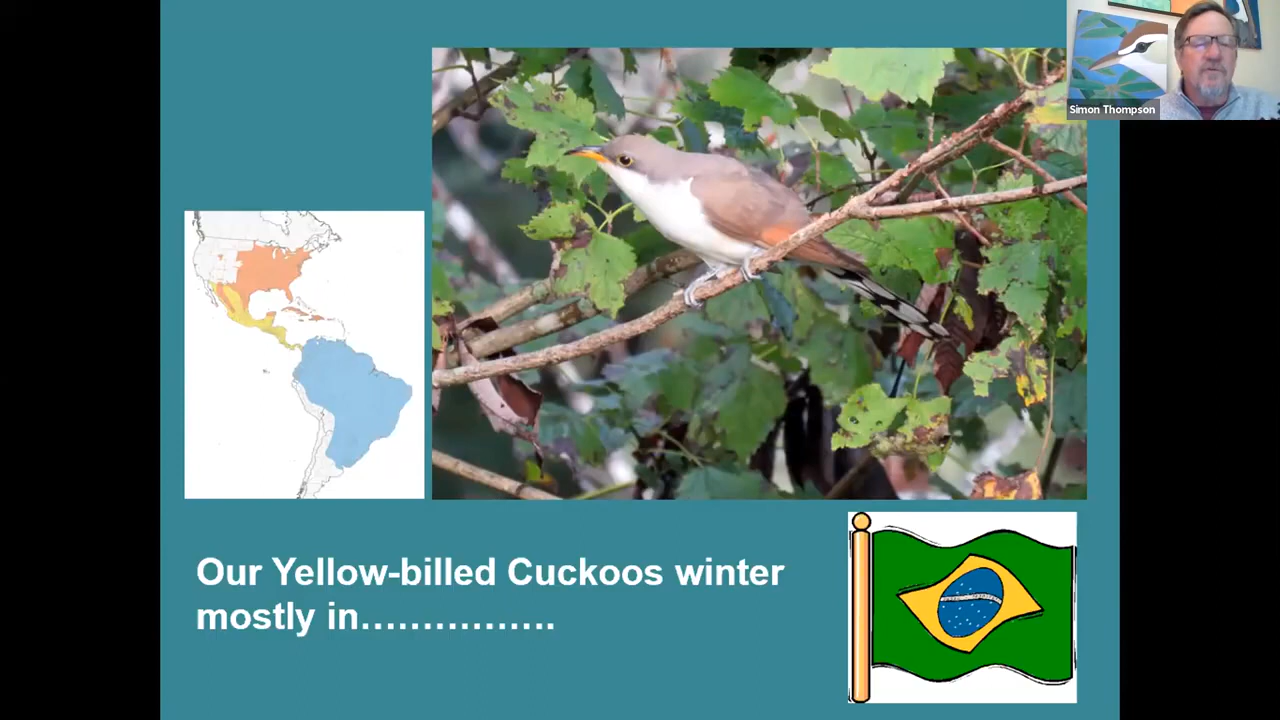 Simon Thompson
Our Yellow-billed Cuckoos winter
mostly in…………….